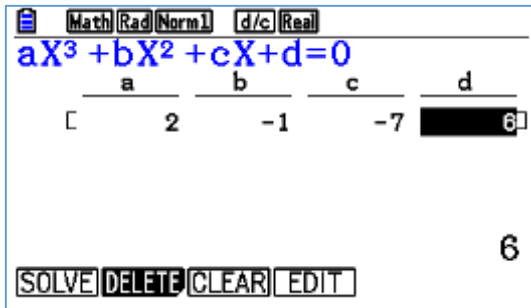 Math Rad Norm1 d/c Real
aX³ +bX² +cX+d=0
a b c d
[ 2 -1 -7 6 ]
6
SOLVE DELETE CLEAR EDIT